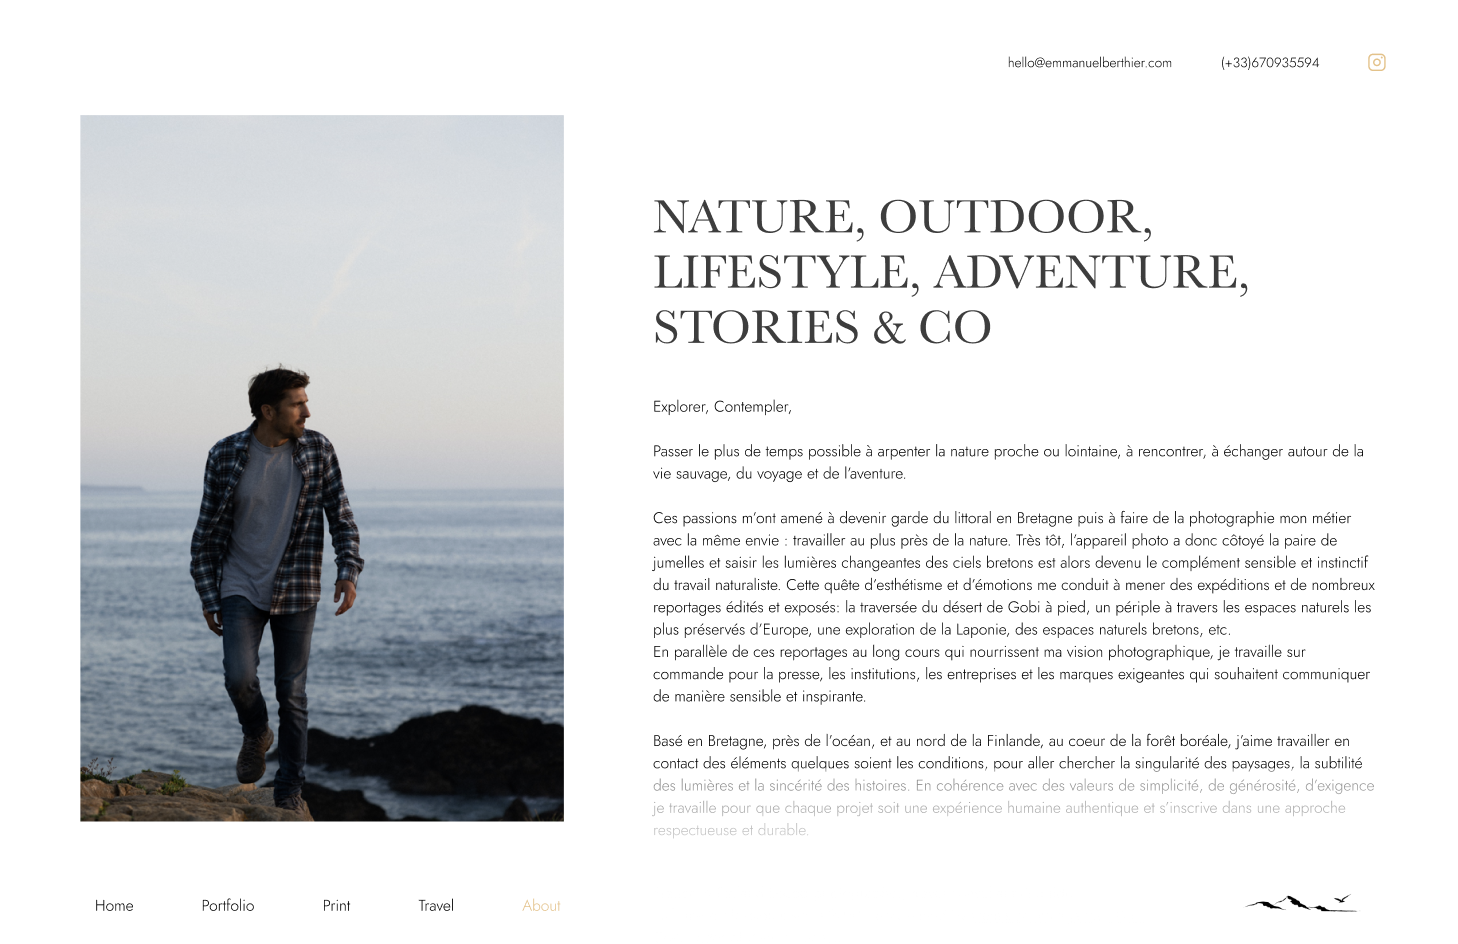 hello@emmanuelberthier.com (+33)670935594
NATURE, OUTDOOR,
LIFESTYLE, ADVENTURE,
STORIES & CO
Explorer, Contempler,
Passer le plus de temps possible à arpenter la nature proche ou lointaine, à rencontrer, à échanger autour de la
vie sauvage, du voyage et de l’aventure.
Ces passions m’ont amené à devenir garde du littoral en Bretagne puis à faire de la photographie mon métier
avec la même envie : travailler au plus près de la nature. Très tôt, l’appareil photo a donc côtoyé la paire de
jumelles et saisir les lumières changeantes des ciels bretons est alors devenu le complément sensible et instinctif
du travail naturaliste. Cette quête d’esthétisme et d’émotions me conduit à mener des expéditions et de nombreux
reportages édités et exposés: la traversée du désert de Gobi à pied, un périple à travers les espaces naturels les
plus préservés d’Europe, une exploration de la Laponie, des espaces naturels bretons, etc.
En parallèle de ces reportages au long cours qui nourrissent ma vision photographique, je travaille sur
commande pour la presse, les institutions, les entreprises et les marques exigeantes qui souhaitent communiquer
de manière sensible et inspirante.
Basé en Bretagne, près de l’océan, et au nord de la Finlande, au coeur de la forêt boréale, j’aime travailler en
contact des éléments quelques soient les conditions, pour aller chercher la singularité des paysages, la subtilité
des lumières et la sincérité des histoires. En cohérence avec des valeurs de simplicité, de générosité, d’exigence
je travaille pour que chaque projet soit une expérience humaine authentique et s’inscrive dans une approche
respectueuse et durable.
Home Portfolio Print Travel About